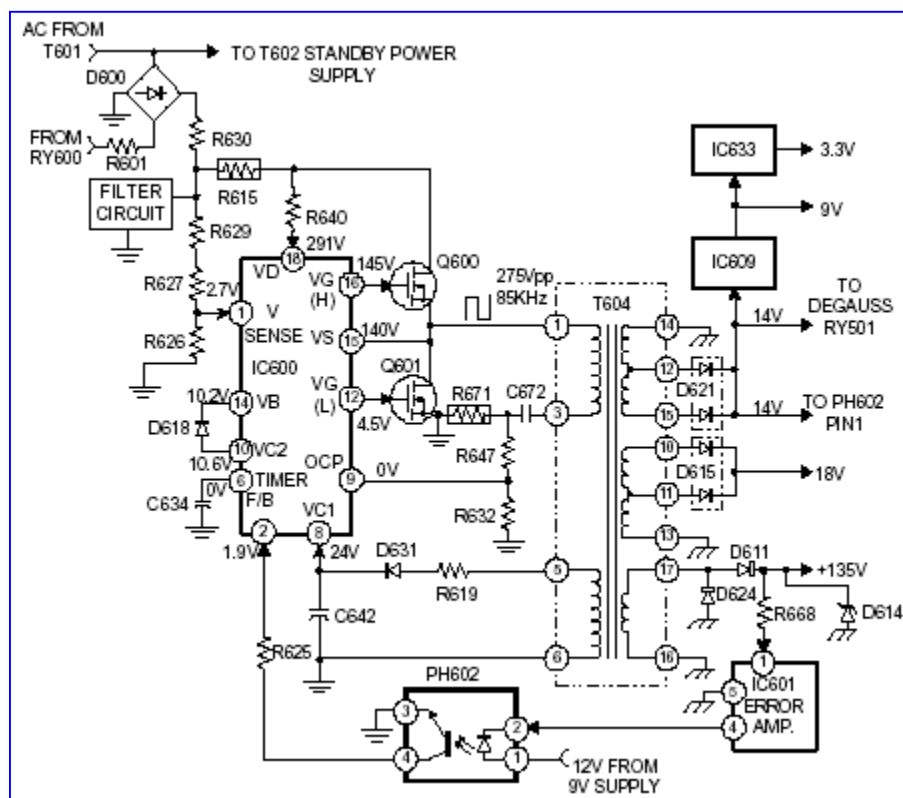 AC FROM
T601
TO T602 STANDBY POWER
SUPPLY
D600
FROM
RY600
R601
R630
R615
FILTER
CIRCUIT
R629
R640
291V
R627
2.7V
R626
18
VD
1
V
SENSE
IC600
16
VG
(H)
145V
Q600
275Vpp
85KHz
15
VS
140V
Q601
12
VG
(L)
4.5V
R671
C672
10.2V
14
VB
D618
10
VC2
10.6V
6
TIMER
0V
F/B
C634
OCP
9
0V
R647
R632
2
1.9V
VC1
8
24V
D631
R619
C642
R625
T604
1
3
5
6
14
12
D621
15
10
D615
11
13
17
16
IC633
3.3V
9V
IC609
TO
DEGAUSS
RY501
14V
14V
TO PH602
PIN1
18V
D611
+135V
D624
R668
D614
1
IC601
5
ERROR
AMP.
4
PH602
3
4
2
1
12V FROM
9V SUPPLY